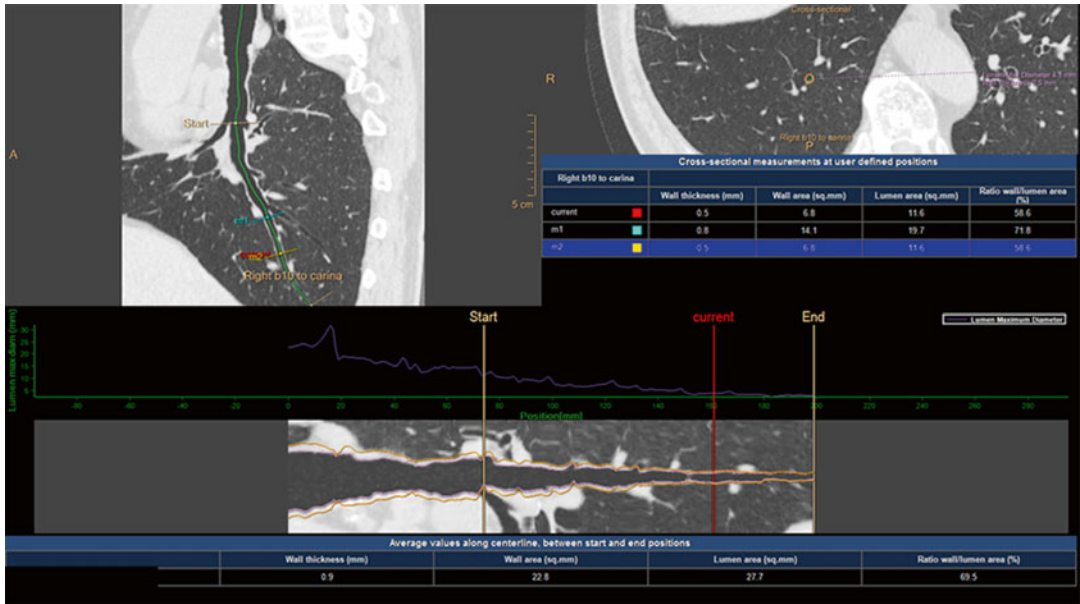 Start
A
m1
m2
Right b10 to carina
5 cm
Cross-sectional
R
Right b10 to carina
P
Cross-sectional measurements at user defined positions
Right b10 to carina
Wall thickness (mm) Wall area (sq.mm) Lumen area (sq.mm) Ratio wall/lumen area (%)
current 0.5 6.8 11.6 58.6
m1 0.8 14.1 19.7 71.8
m2 0.5 6.8 11.6 58.6
Start current End
Lumen Maximum Diameter
Lumen max diam (mm)
30
25
20
15
10
5
-80 -60 -40 -20 0 20 40 60 80 100 120 140 160 180 200 220 240 260 280
Position[mm]
Average values along centerline, between start and end positions
Wall thickness (mm) Wall area (sq.mm) Lumen area (sq.mm) Ratio wall/lumen area (%)
0.9 22.8 27.7 69.5